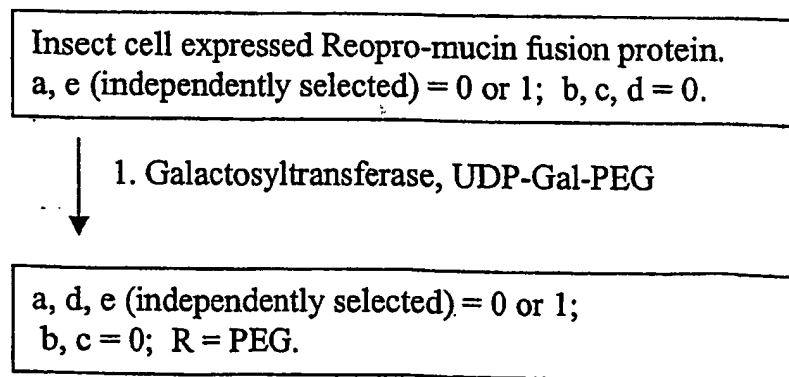 Insect cell expressed Reopro-mucin fusion protein.
a, e (independently selected) = 0 or 1; b, c, d = 0.
1. Galactosyltransferase, UDP-Gal-PEG
a, d, e (independently selected) = 0 or 1;
b, c = 0; R = PEG.